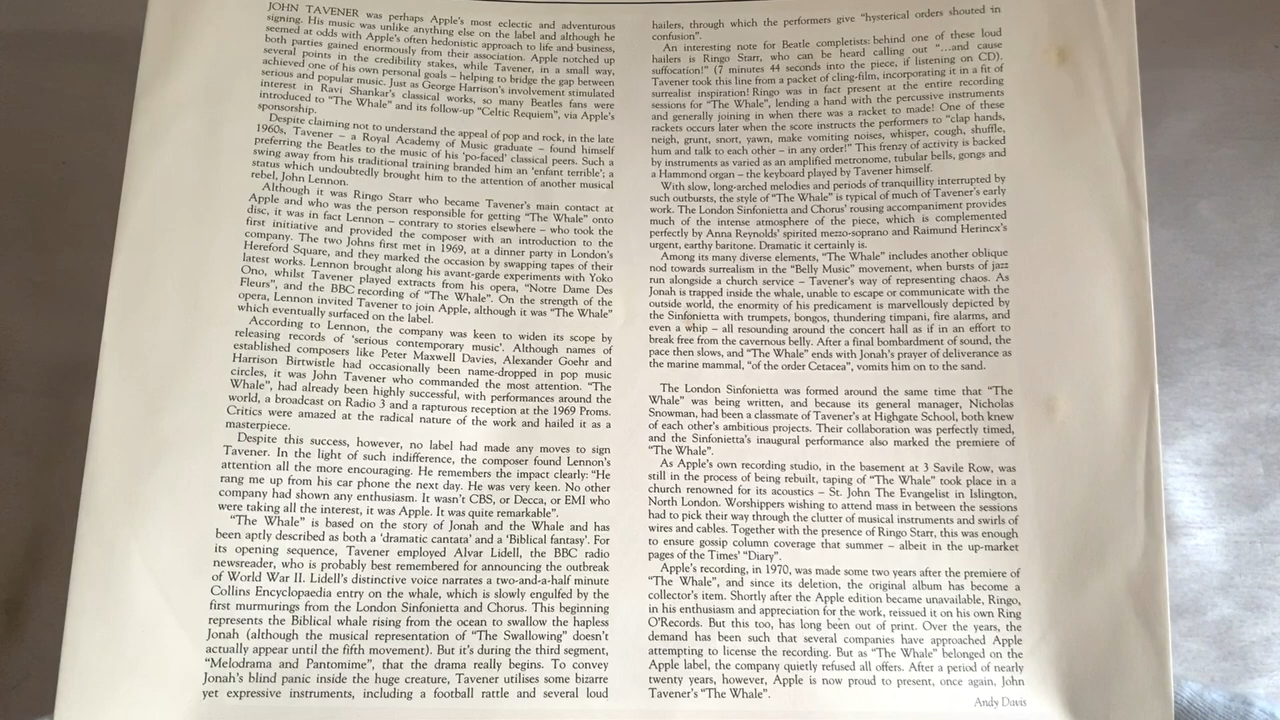 JOHN TAVENER was perhaps Apple's most eclectic and adventurous
signing. His music was unlike anything else on the label and although he
seemed at odds with Apple's often hedonistic approach to life and business,
both parties gained enormously from their association. Apple notched up
several points in the credibility stakes, while Tavener, in a small way,
achieved one of his own personal goals – helping to bridge the gap between
serious and popular music. Just as George Harrison's involvement stimulated
interest in Ravi Shankar's classical works, so many Beatles fans were
introduced to "The Whale" and its follow-up "Celtic Requiem", via Apple's
sponsorship.
Despite claiming not to understand the appeal of pop and rock, in the late
1960s, Tavener – a Royal Academy of Music graduate – found himself
preferring the Beatles to the music of his 'po-faced' classical peers. Such a
swing away from his traditional training branded him an 'enfant terrible'; a
status which undoubtedly brought him to the attention of another musical
rebel, John Lennon.
Although it was Ringo Starr who became Tavener's main contact at
Apple and who was the person responsible for getting "The Whale" onto
disc, it was in fact Lennon – contrary to stories elsewhere – who took the
first initiative and provided the composer with an introduction to the
company. The two Johns first met in 1969, at a dinner party in London's
Hereford Square, and they marked the occasion by swapping tapes of their
latest works. Lennon brought along his avant-garde experiments with Yoko
Ono, whilst Tavener played extracts from his opera, "Notre Dame Des
Fleurs", and the BBC recording of "The Whale". On the strength of the
opera, Lennon invited Tavener to join Apple, although it was "The Whale"
which eventually surfaced on the label.
According to Lennon, the company was keen to widen its scope by
releasing records of 'serious contemporary music'. Although names of
established composers like Peter Maxwell Davies, Alexander Goehr and
Harrison Birtwistle had occasionally been name-dropped in pop music
circles, it was John Tavener who commanded the most attention. "The
Whale", had already been highly successful, with performances around the
world, a broadcast on Radio 3 and a rapturous reception at the 1969 Proms.
Critics were amazed at the radical nature of the work and hailed it as a
masterpiece.
Despite this success, however, no label had made any moves to sign
Tavener. In the light of such indifference, the composer found Lennon's
attention all the more encouraging. He remembers the impact clearly: "He
rang me up from his car phone the next day. He was very keen. No other
company had shown any enthusiasm. It wasn't CBS, or Decca, or EMI who
were taking all the interest, it was Apple. It was quite remarkable".
"The Whale" is based on the story of Jonah and the Whale and has
been aptly described as both a 'dramatic cantata' and a 'Biblical fantasy'. For
its opening sequence, Tavener employed Alvar Lidell, the BBC radio
newsreader, who is probably best remembered for announcing the outbreak
of World War II. Lidell's distinctive voice narrates a two-and-a-half minute
Collins Encyclopaedia entry on the whale, which is slowly engulfed by the
first murmurings from the London Sinfonietta and Chorus. This beginning
represents the Biblical whale rising from the ocean to swallow the hapless
Jonah (although the musical representation of "The Swallowing" doesn't
actually appear until the fifth movement). But it's during the third segment,
"Melodrama and Pantomime", that the drama really begins. To convey
Jonah's blind panic inside the huge creature, Tavener utilises some bizarre
yet expressive instruments, including a football rattle and several loud
hailers, through which the performers give "hysterical orders shouted in
confusion".
An interesting note for Beatle completists: behind one of these loud
hailers is Ringo Starr, who can be heard calling out "...and cause
suffocation!" (7 minutes 44 seconds into the piece, if listening on CD).
Tavener took this line from a packet of cling-film, incorporating it in a fit of
surrealist inspiration! Ringo was in fact present at the entire recording
sessions for "The Whale", lending a hand with the percussive instruments
and generally joining in when there was a racket to made! One of these
rackets occurs later when the score instructs the performers to "clap hands,
neigh, grunt, snort, yawn, make vomiting noises, whisper, cough, shuffle,
hum and talk to each other – in any order!" This frenzy of activity is backed
by instruments as varied as an amplified metronome, tubular bells, gongs and
a Hammond organ – the keyboard played by Tavener himself.
With slow, long-arched melodies and periods of tranquillity interrupted by
such outbursts, the style of "The Whale" is typical of much of Tavener's early
work. The London Sinfonietta and Chorus' rousing accompaniment provides
much of the intense atmosphere of the piece, which is complemented
perfectly by Anna Reynolds' spirited mezzo-soprano and Raimund Herincx's
urgent, earthy baritone. Dramatic it certainly is.
Among its many diverse elements, "The Whale" includes another oblique
nod towards surrealism in the "Belly Music" movement, when bursts of jazz
run alongside a church service – Tavener's way of representing chaos. As
Jonah is trapped inside the whale, unable to escape or communicate with the
outside world, the enormity of his predicament is marvellously depicted by
the Sinfonietta with trumpets, bongos, thundering timpani, fire alarms, and
even a whip – all resounding around the concert hall as if in an effort to
break free from the cavernous belly. After a final bombardment of sound, the
pace then slows, and "The Whale" ends with Jonah's prayer of deliverance as
the marine mammal, "of the order Cetacea", vomits him on to the sand.
The London Sinfonietta was formed around the same time that "The
Whale" was being written, and because its general manager, Nicholas
Snowman, had been a classmate of Tavener's at Highgate School, both knew
of each other's ambitious projects. Their collaboration was perfectly timed,
and the Sinfonietta's inaugural performance also marked the premiere of
"The Whale".
As Apple's own recording studio, in the basement at 3 Savile Row, was
still in the process of being rebuilt, taping of "The Whale" took place in a
church renowned for its acoustics – St. John The Evangelist in Islington,
North London. Worshippers wishing to attend mass in between the sessions
had to pick their way through the clutter of musical instruments and swirls of
wires and cables. Together with the presence of Ringo Starr, this was enough
to ensure gossip column coverage that summer – albeit in the up-market
pages of the Times' "Diary".
Apple's recording, in 1970, was made some two years after the premiere of
"The Whale", and since its deletion, the original album has become a
collector's item. Shortly after the Apple edition became unavailable, Ringo,
in his enthusiasm and appreciation for the work, reissued it on his own Ring
O'Records. But this too, has long been out of print. Over the years, the
demand has been such that several companies have approached Apple
attempting to license the recording. But as "The Whale" belonged on the
Apple label, the company quietly refused all offers. After a period of nearly
twenty years, however, Apple is now proud to present, once again, John
Tavener's "The Whale".
Andy Davis